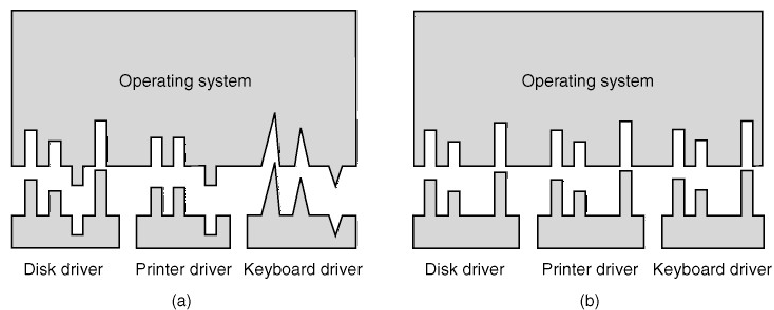 Operating system
Operating system
Disk driver
Printer driver
Keyboard driver
Disk driver
Printer driver
Keyboard driver
(a)
(b)